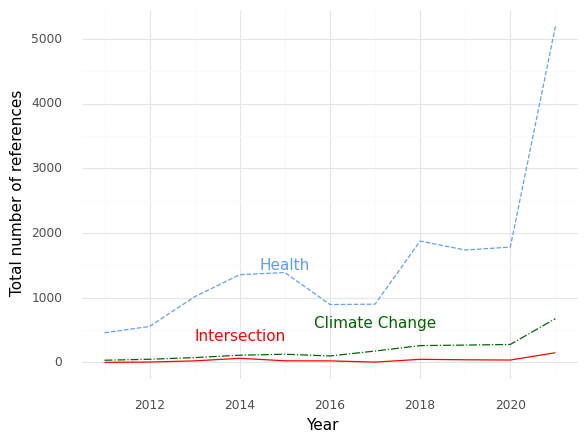 5000
4000
3000
2000
1000
0
Total number of references
Health
Climate Change
Intersection
2012
2014
2016
2018
2020
Year